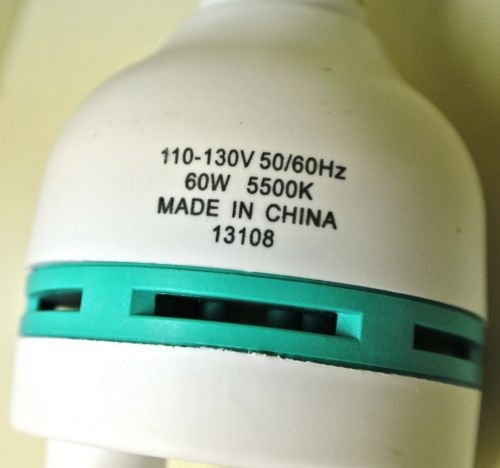 110-130V 50/60Hz
60W 5500K
MADE IN CHINA
13108